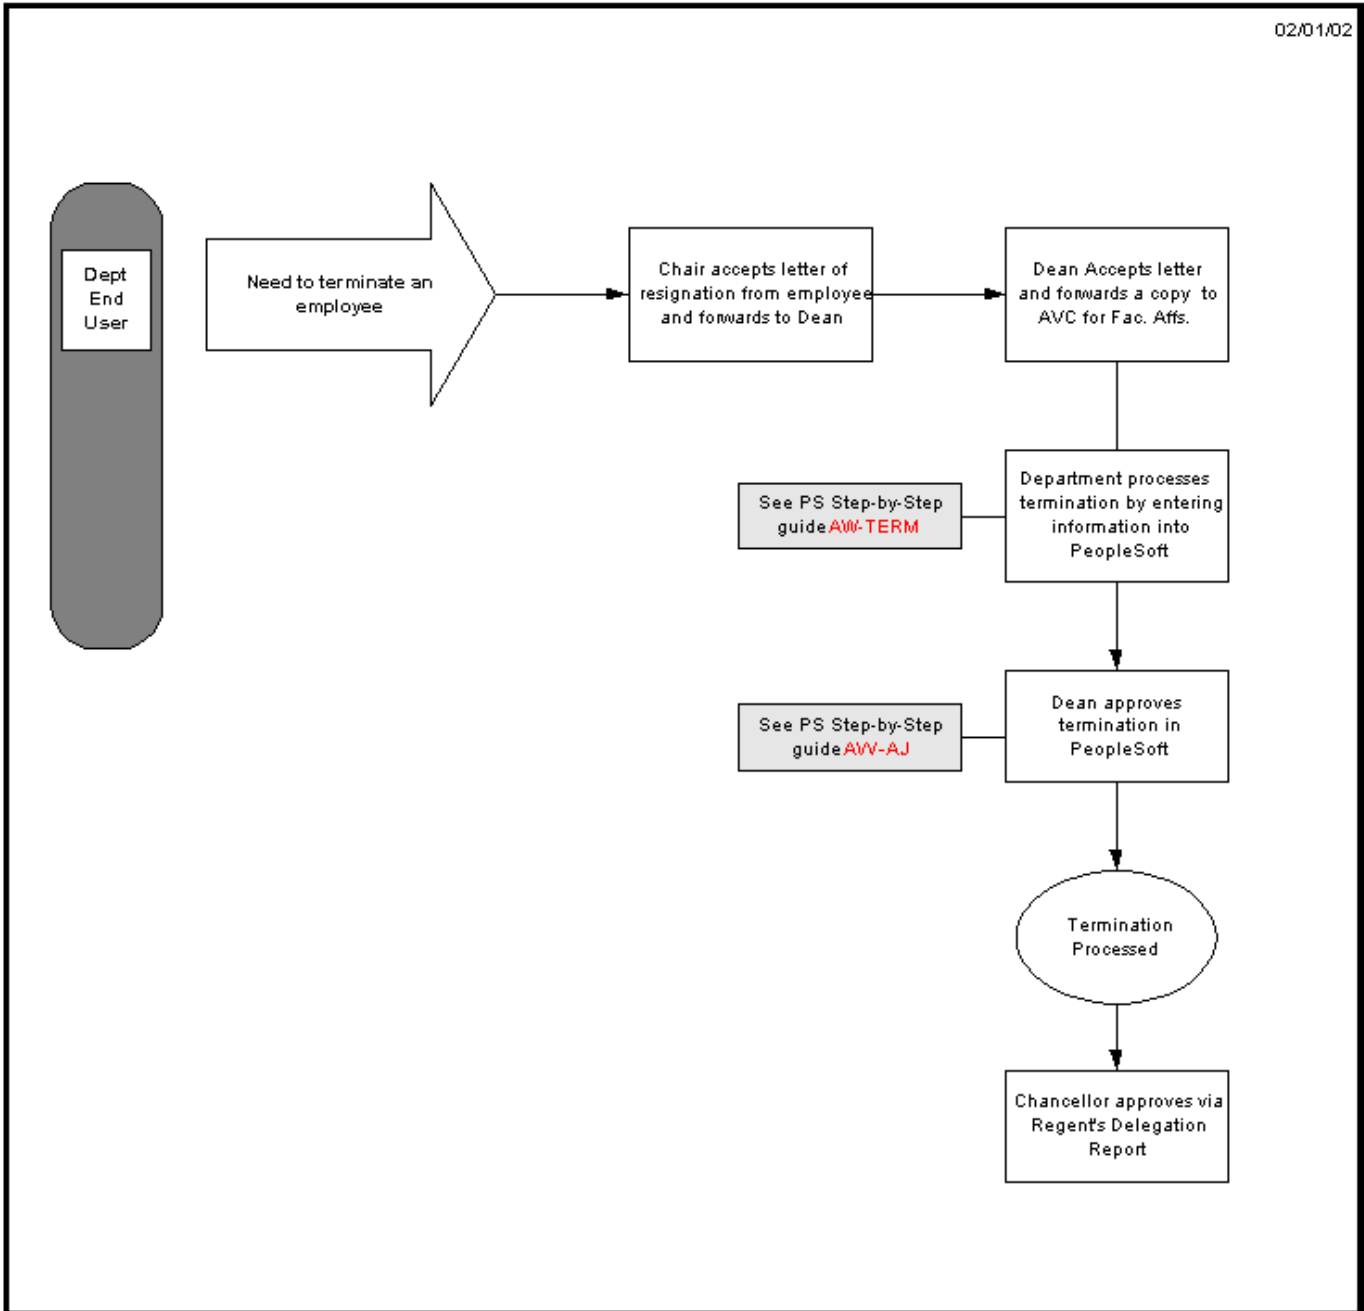 02/01/02
Dept
End
User
Need to terminate an
employee
Chair accepts letter of
resignation from employee
and forwards to Dean
Dean Accepts letter
and forwards a copy to
AVC for Fac. Affs.
See PS Step-by-Step
guide AW-TERM
Department processes
termination by entering
information into
PeopleSoft
See PS Step-by-Step
guide AW-AJ
Dean approves
termination in
PeopleSoft
Termination
Processed
Chancellor approves via
Regent's Delegation
Report